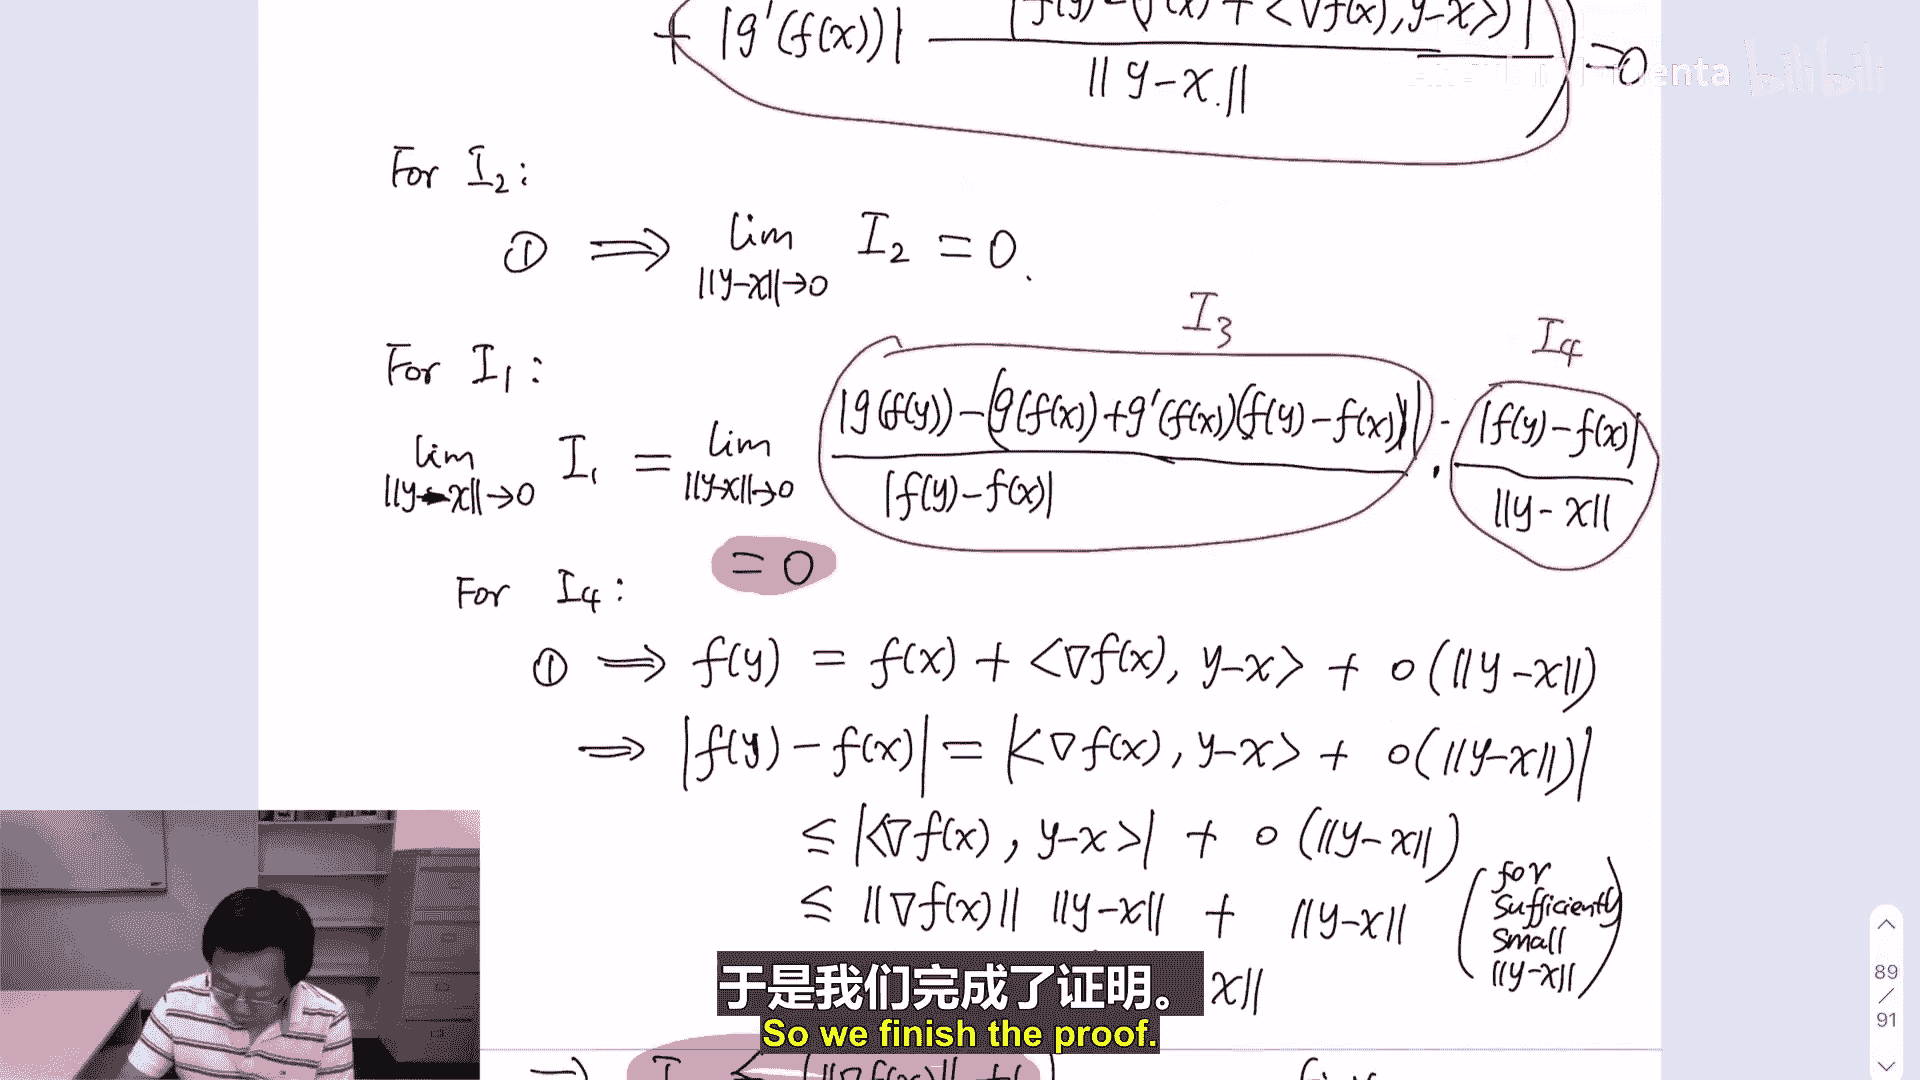 + |g'(f(x))| |f(y)-(f(x)+<∇f(x),y-x>)| / ||y-x|| = 0
enta bilibili
For I₂:
① ⟹ lim_{||y-x||→0} I₂ = 0.
I₃
I₄
For I₁:
lim_{||y-x||→0} I₁ = lim_{||y-x||→0} |g(f(y))-(g(f(x))+g'(f(x))(f(y)-f(x))| / |f(y)-f(x)| · |f(y)-f(x)| / ||y-x||
= 0
For I₄:
① ⟹ f(y) = f(x) + <∇f(x), y-x> + o(||y-x||)
⟹ |f(y)-f(x)| = |<∇f(x), y-x> + o(||y-x||)|
≤ |<∇f(x), y-x>| + o(||y-x||)
≤ ||∇f(x)|| ||y-x|| + ||y-x|| (for sufficiently small ||y-x||)
x||
于是我们完成了证明。
So we finish the proof.
89
/
91